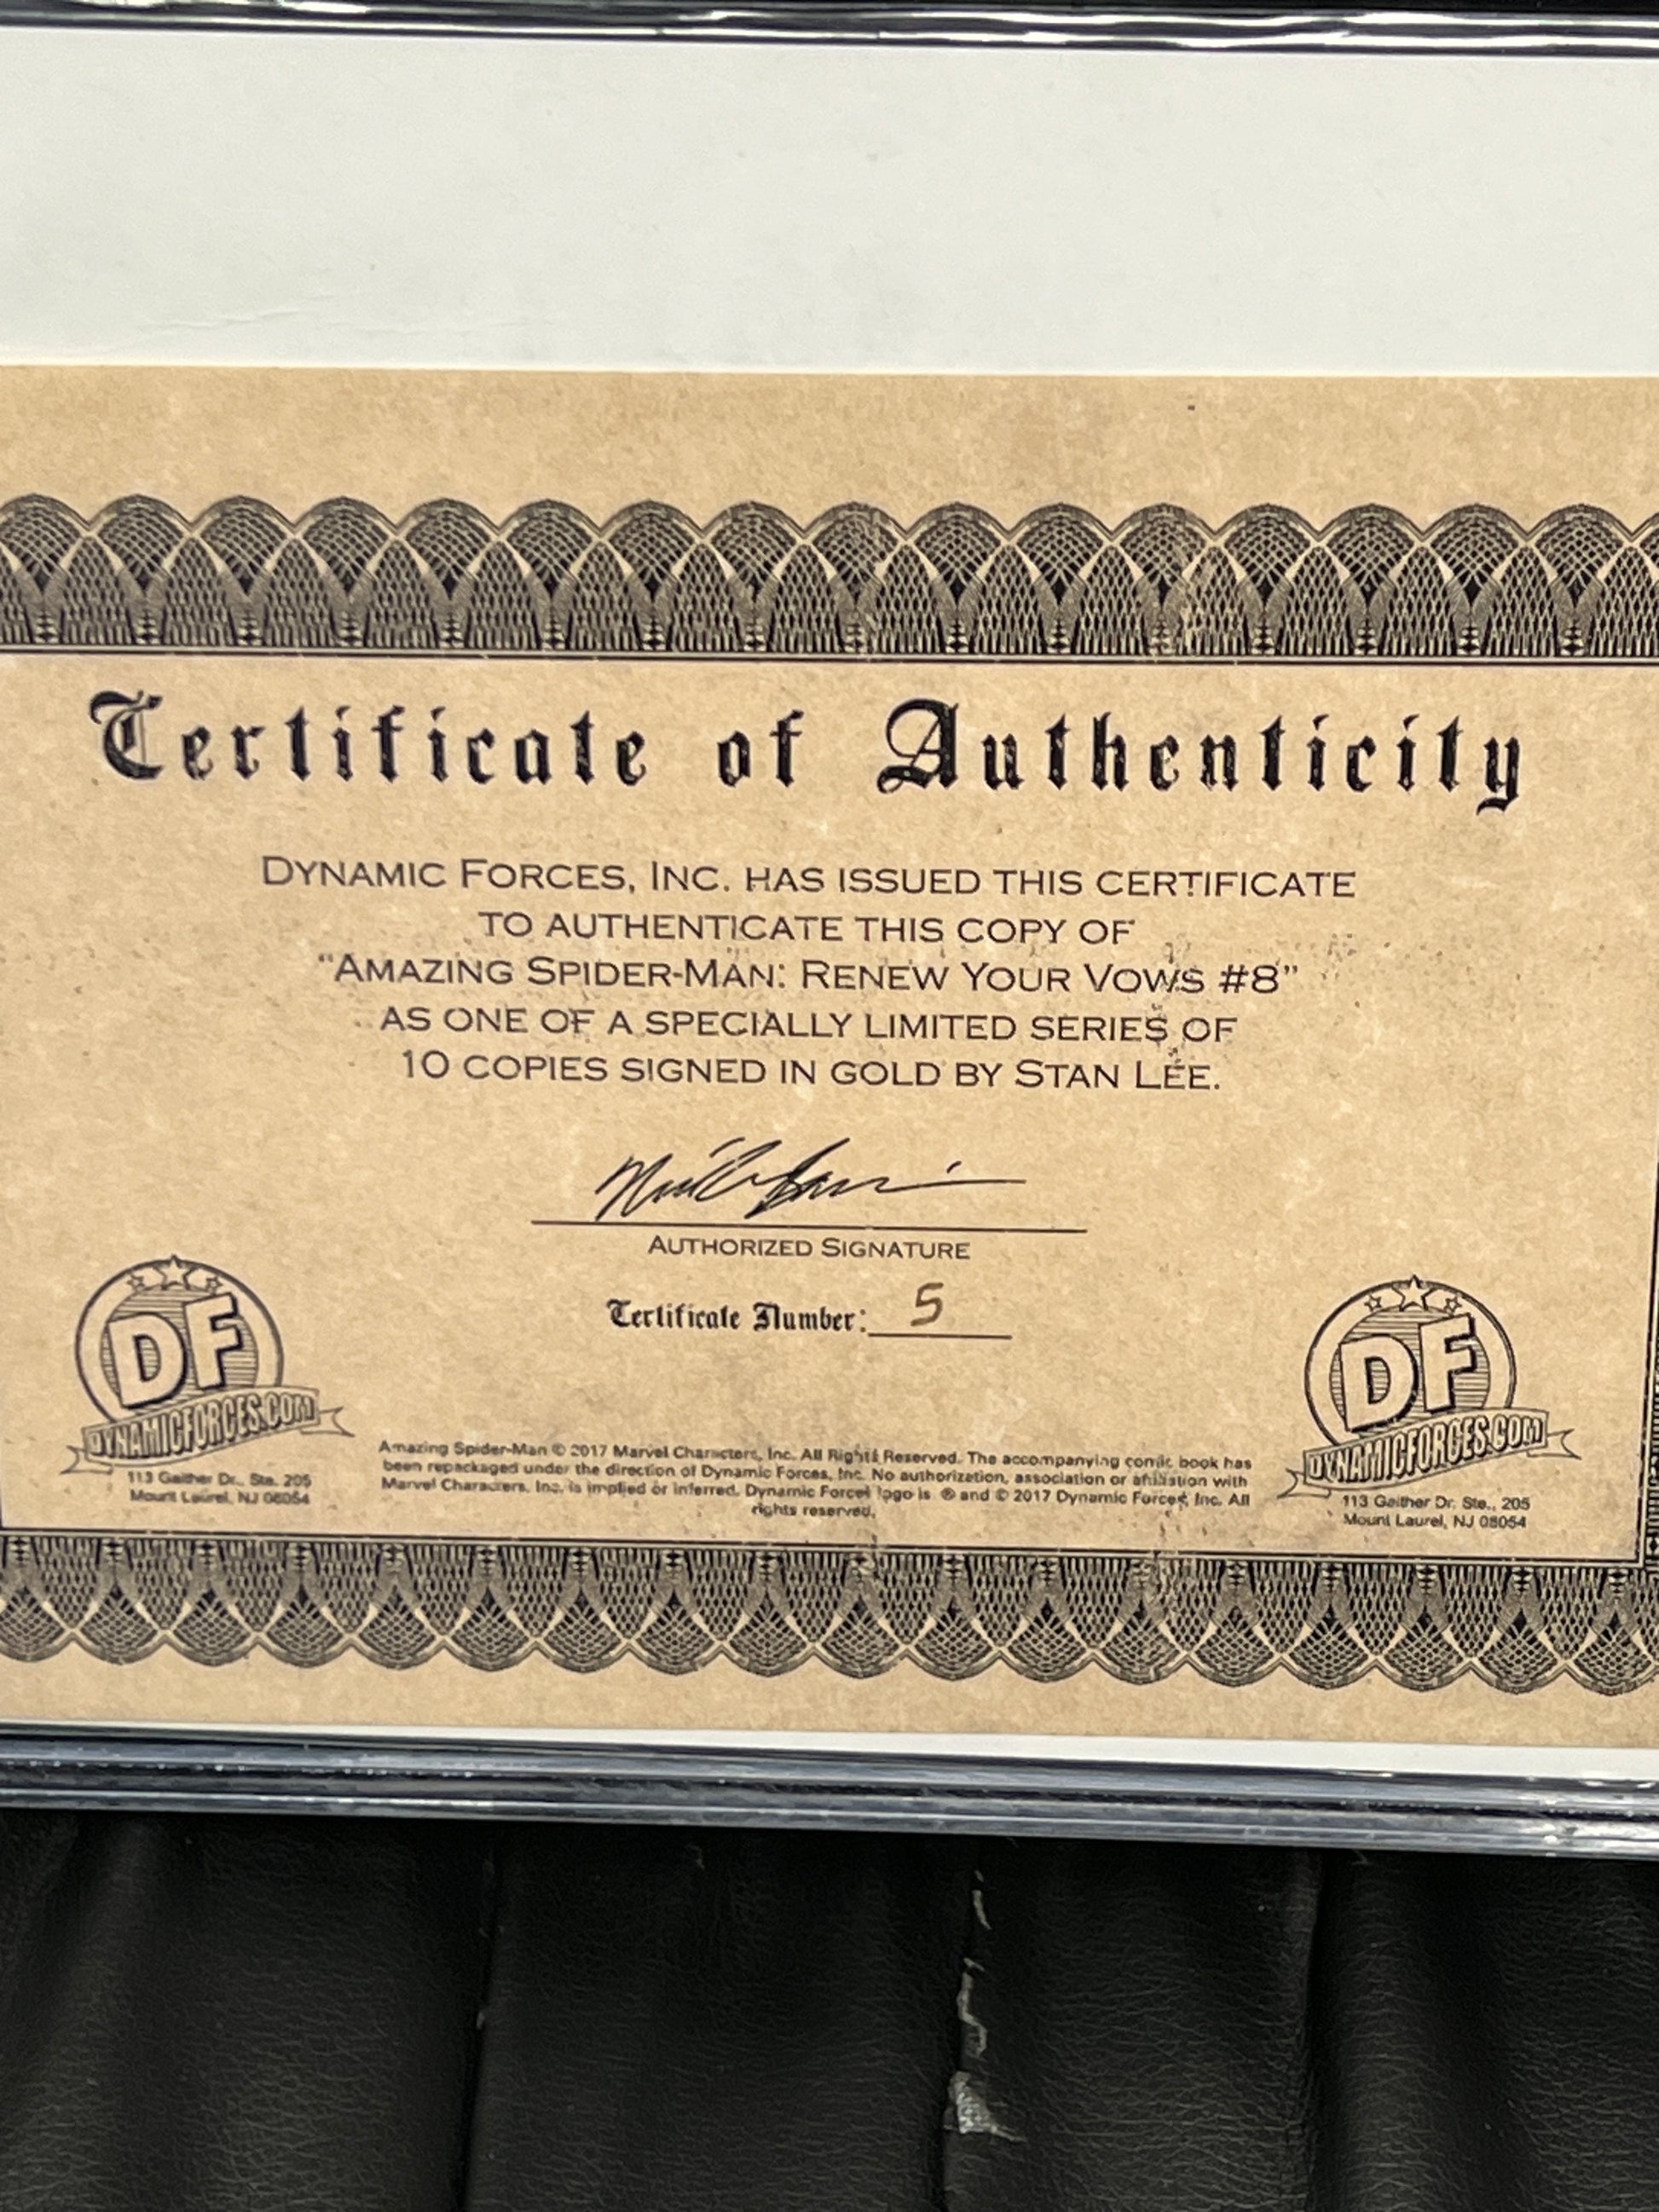 Certificate of Authenticity
DYNAMIC FORCES, INC. HAS ISSUED THIS CERTIFICATE
TO AUTHENTICATE THIS COPY OF
"AMAZING SPIDER-MAN: RENEW YOUR VOWS #8"
AS ONE OF A SPECIALLY LIMITED SERIES OF
10 COPIES SIGNED IN GOLD BY STAN LEE.
AUTHORIZED SIGNATURE
Certificate Number: 5
DF
DYNAMICFORCES.COM
113 Gaither Dr. Ste. 205
Mount Laurel, NJ 08054
Amazing Spider-Man © 2017 Marvel Characters, Inc. All Rights Reserved. The accompanying comic book has
been repackaged under the direction of Dynamic Forces, Inc. No authorization, association or affiliation with
Marvel Characters, Inc. is implied or inferred. Dynamic Forces logo is ® and © 2017 Dynamic Forces, Inc. All
rights reserved.
DF
DYNAMICFORCES.COM
113 Gaither Dr. Ste., 205
Mount Laurel, NJ 08054